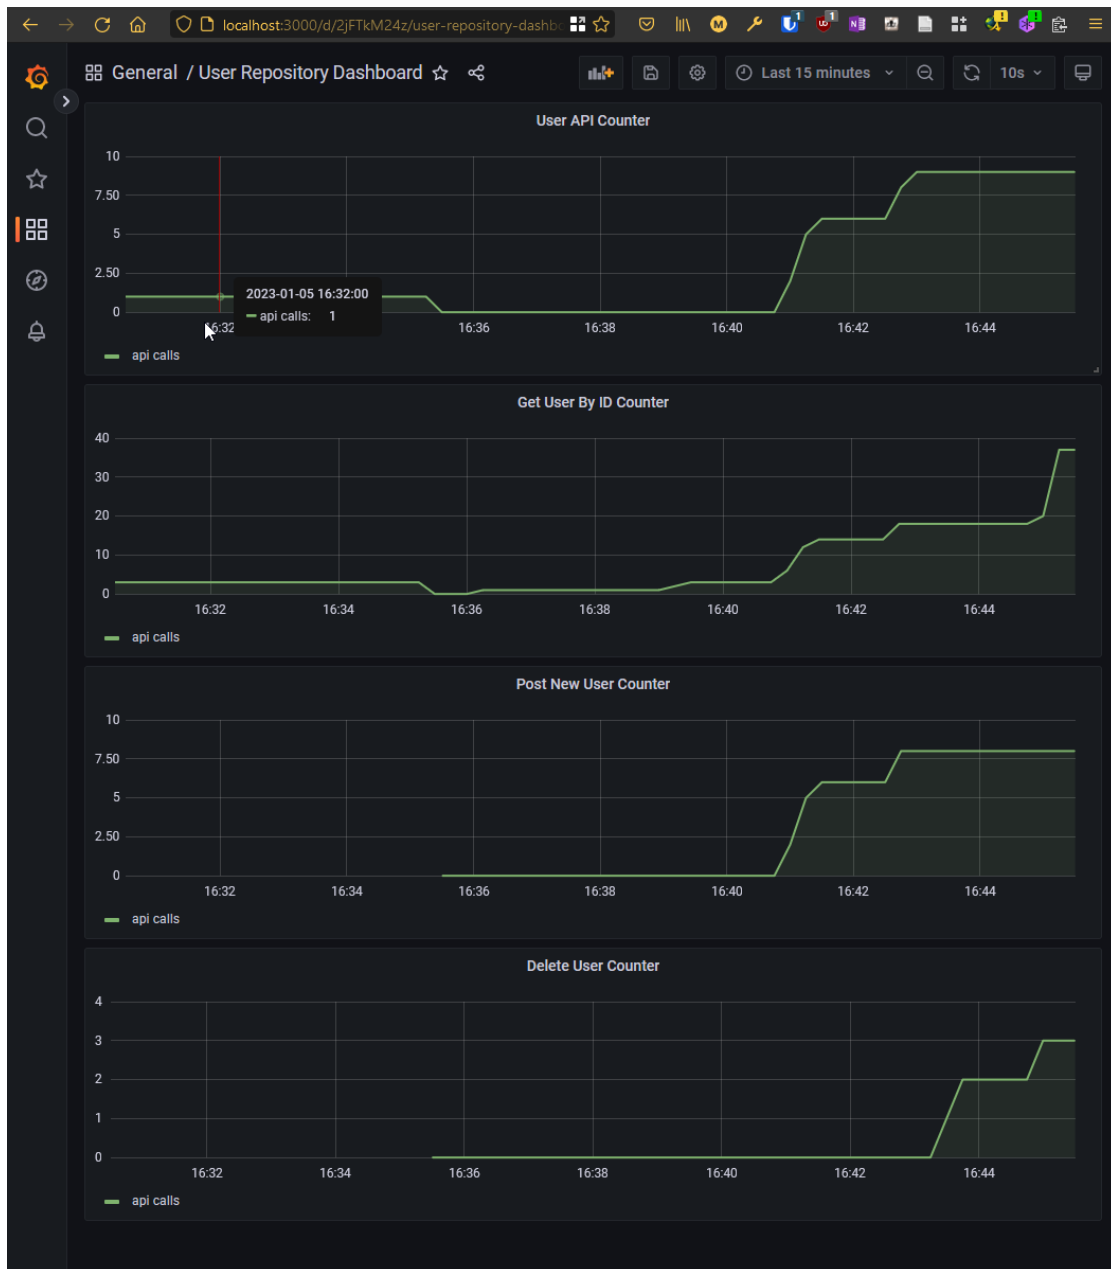 localhost:3000/d/2jFTkM24z/user-repository-dashb
1
1
N
M
General / User Repository Dashboard
Last 15 minutes
10s
User API Counter
10
7.50
5
2.50
0
2023-01-05 16:32:00
api calls: 1
16:32 16:36 16:38 16:40 16:42 16:44
api calls
Get User By ID Counter
40
30
20
10
0
16:32 16:34 16:36 16:38 16:40 16:42 16:44
api calls
Post New User Counter
10
7.50
5
2.50
0
16:32 16:34 16:36 16:38 16:40 16:42 16:44
api calls
Delete User Counter
4
3
2
1
0
16:32 16:34 16:36 16:38 16:40 16:42 16:44
api calls